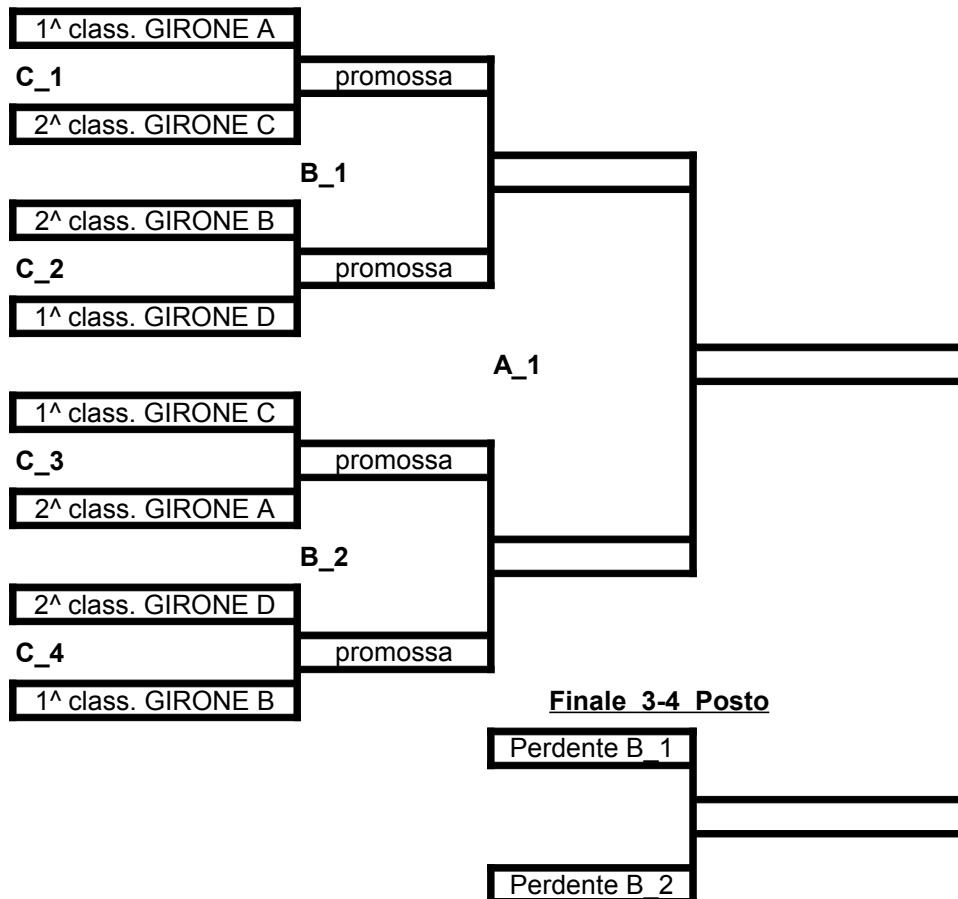 1^ class. GIRONE A
promossa
C_1
2^ class. GIRONE C
B_1
2^ class. GIRONE B
promossa
C_2
1^ class. GIRONE D
A_1
1^ class. GIRONE C
promossa
C_3
2^ class. GIRONE A
B_2
2^ class. GIRONE D
promossa
C_4
1^ class. GIRONE B
Finale 3-4 Posto
Perdente B_1
Perdente B_2